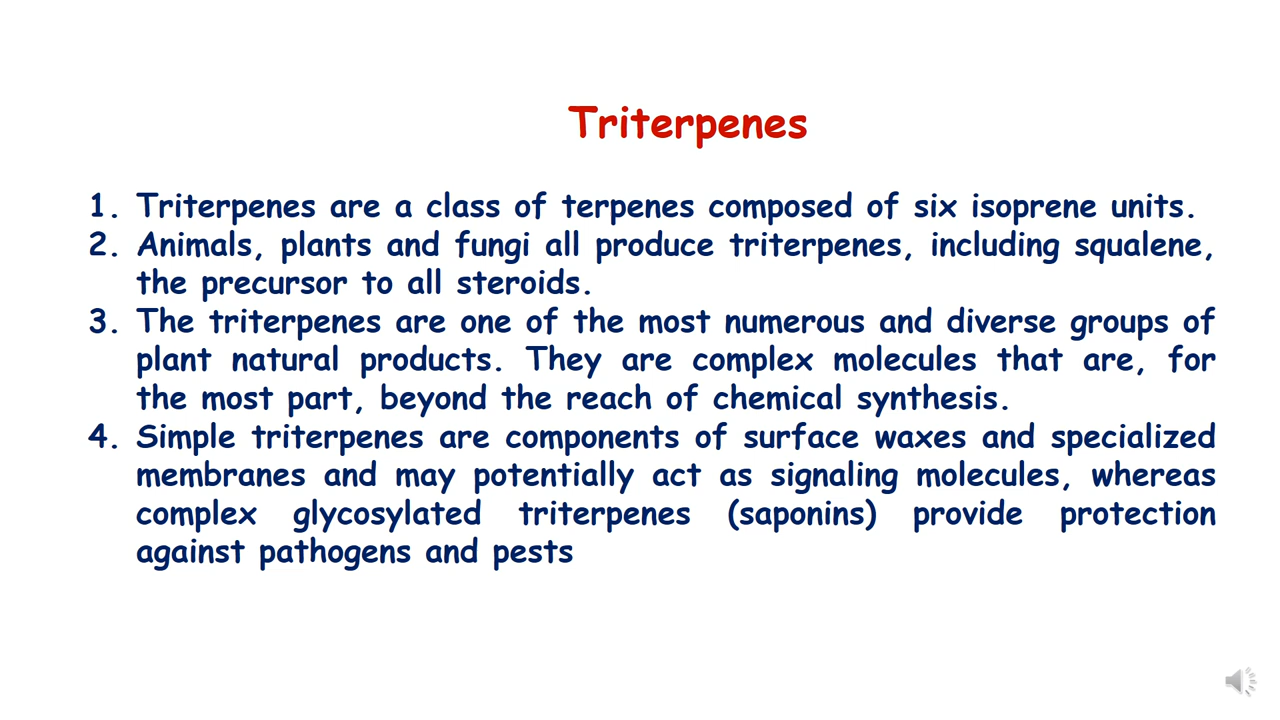 Triterpenes
1. Triterpenes are a class of terpenes composed of six isoprene units.
2. Animals, plants and fungi all produce triterpenes, including squalene,
the precursor to all steroids.
3. The triterpenes are one of the most numerous and diverse groups of
plant natural products. They are complex molecules that are, for
the most part, beyond the reach of chemical synthesis.
4. Simple triterpenes are components of surface waxes and specialized
membranes and may potentially act as signaling molecules, whereas
complex glycosylated triterpenes (saponins) provide protection
against pathogens and pests